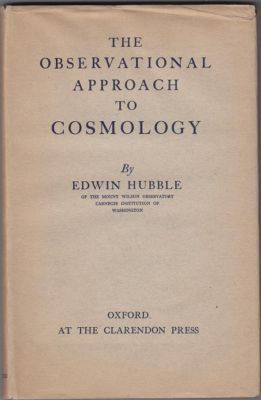 THE
OBSERVATIONAL
APPROACH
TO
COSMOLOGY
By
EDWIN HUBBLE
OF THE MOUNT WILSON OBSERVATORY
CARNEGIE INSTITUTION OF
WASHINGTON
OXFORD
AT THE CLARENDON PRESS